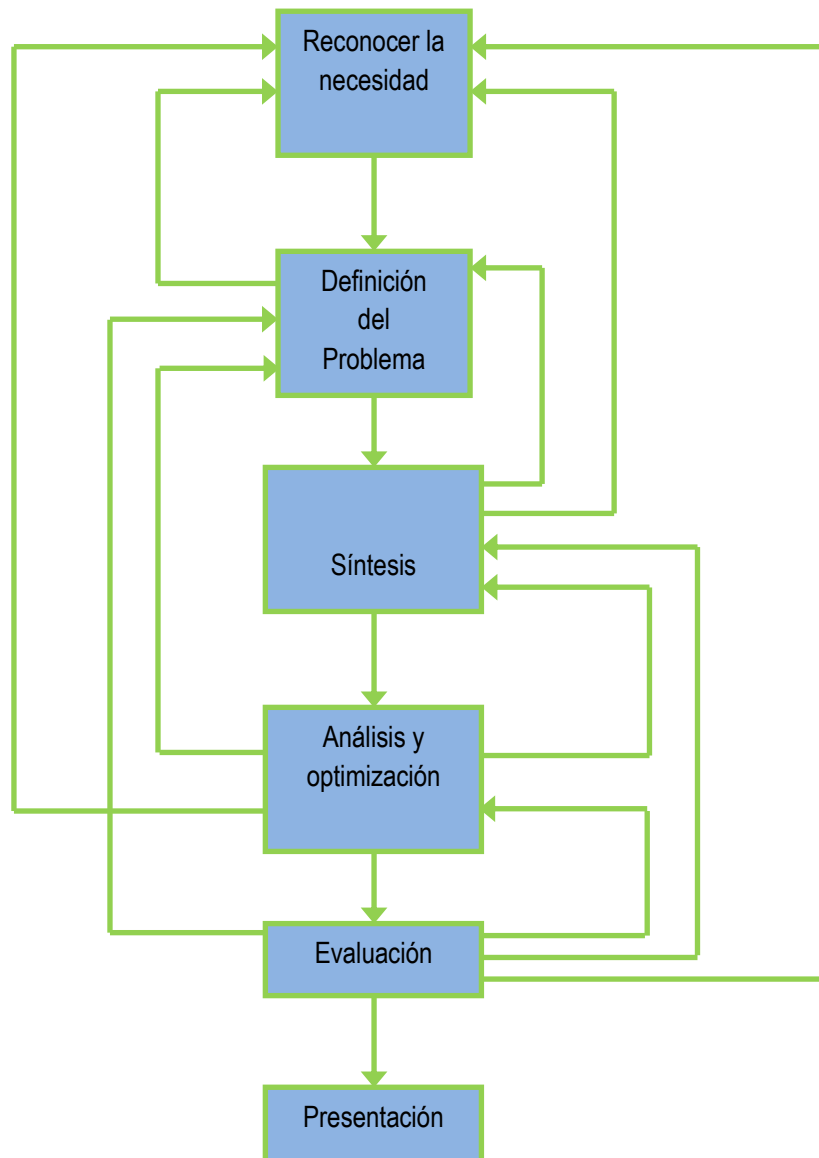 Reconocer la
necesidad
Definición
del
Problema
Síntesis
Análisis y
optimización
Evaluación
Presentación